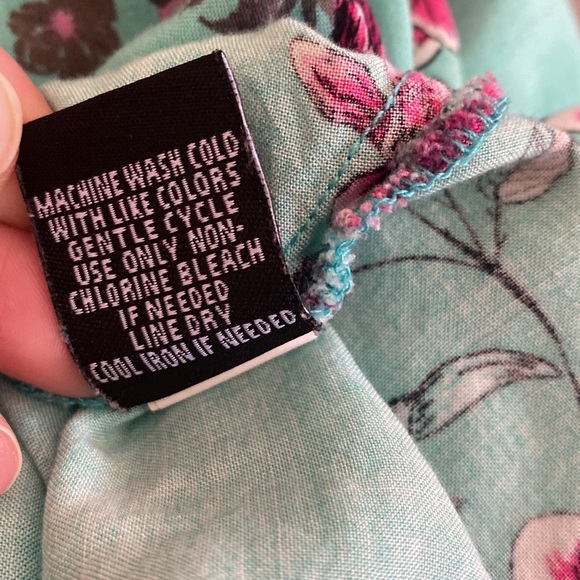 MACHINE WASH COLD
WITH LIKE COLORS
GENTLE CYCLE
USE ONLY NON-
CHLORINE BLEACH
IF NEEDED
LINE DRY
COOL IRON IF NEEDED